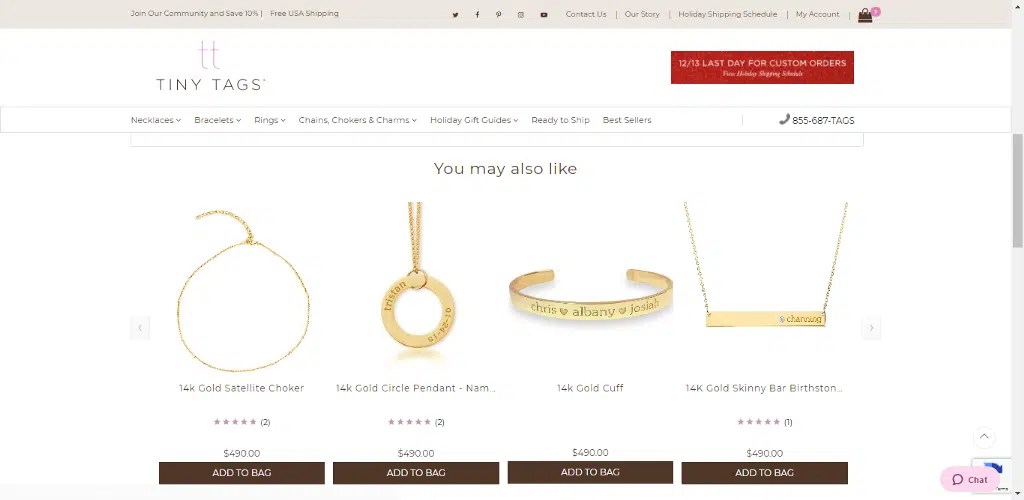 Join Our Community and Save 10% | Free USA Shipping
Contact Us | Our Story | Holiday Shipping Schedule | My Account |
tt
TINY TAGS
12/13 LAST DAY FOR CUSTOM ORDERS
View Holiday Shipping Schedule
Necklaces Bracelets Rings Chains, Chokers & Charms Holiday Gift Guides Ready to Ship Best Sellers 855-687-TAGS
You may also like
tristan
01-24-18
chris albany josiah
channing
14k Gold Satellite Choker
14k Gold Circle Pendant - Nam...
14k Gold Cuff
14K Gold Skinny Bar Birthston...
(2)
(2)
(1)
$490.00
$490.00
$490.00
$490.00
ADD TO BAG
ADD TO BAG
ADD TO BAG
ADD TO BAG
Chat
Terms